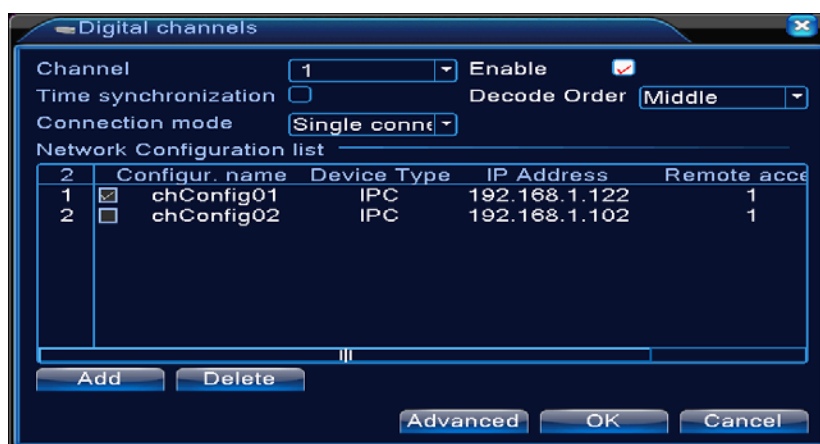 Digital channels
Channel 1 Enable
Time synchronization Decode Order Middle
Connection mode Single conne
Network Configuration list
2 Configur. name Device Type IP Address Remote acce
1 chConfig01 IPC 192.168.1.122 1
2 chConfig02 IPC 192.168.1.102 1
Add Delete
Advanced OK Cancel